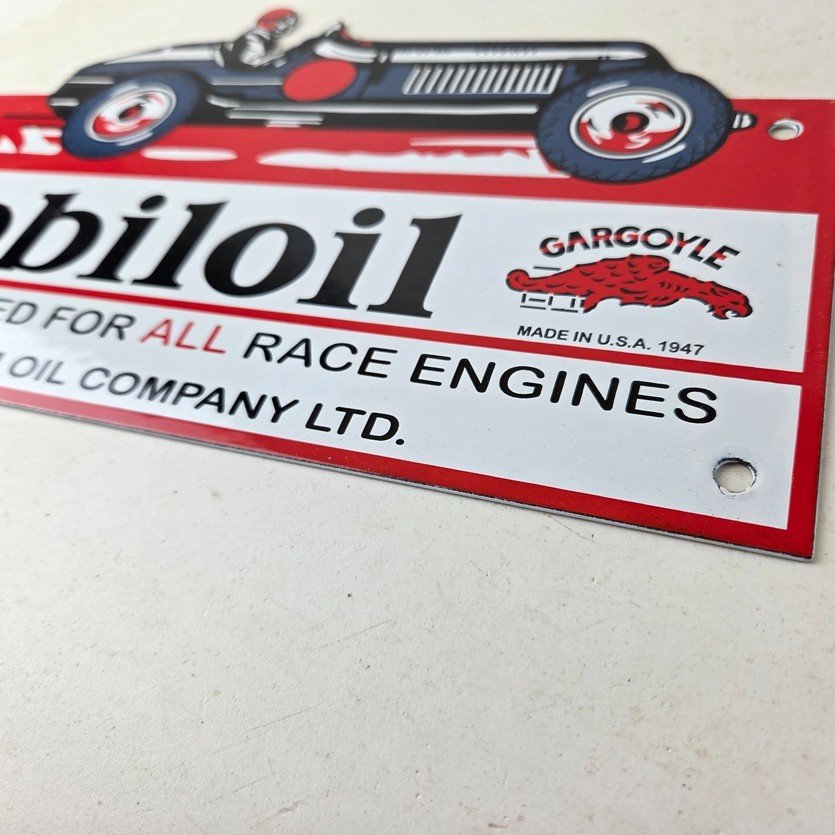 obiloil
GARGOYLE
MADE IN U.S.A. 1947
ED FOR ALL RACE ENGINES
OIL COMPANY LTD.